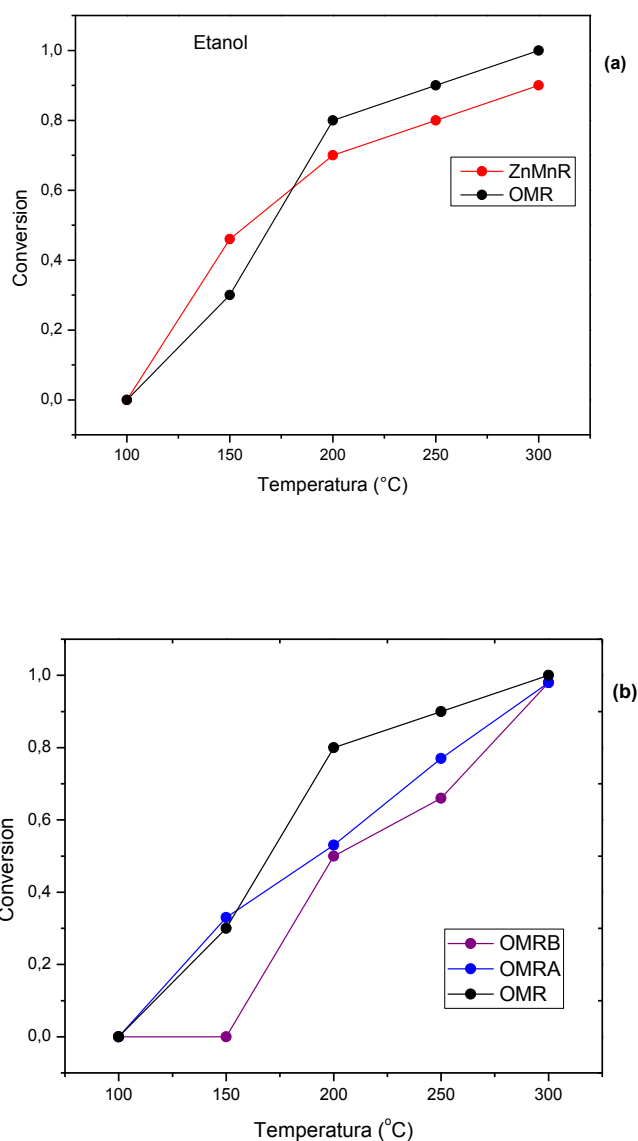 Etanol
(a)
1,0
0,8
0,6
0,4
0,2
0,0
Conversion
ZnMnR
OMR
100 150 200 250 300
Temperatura (°C)
(b)
1,0
0,8
0,6
0,4
0,2
0,0
Conversion
OMRB
OMRA
OMR
100 150 200 250 300
Temperatura (°C)